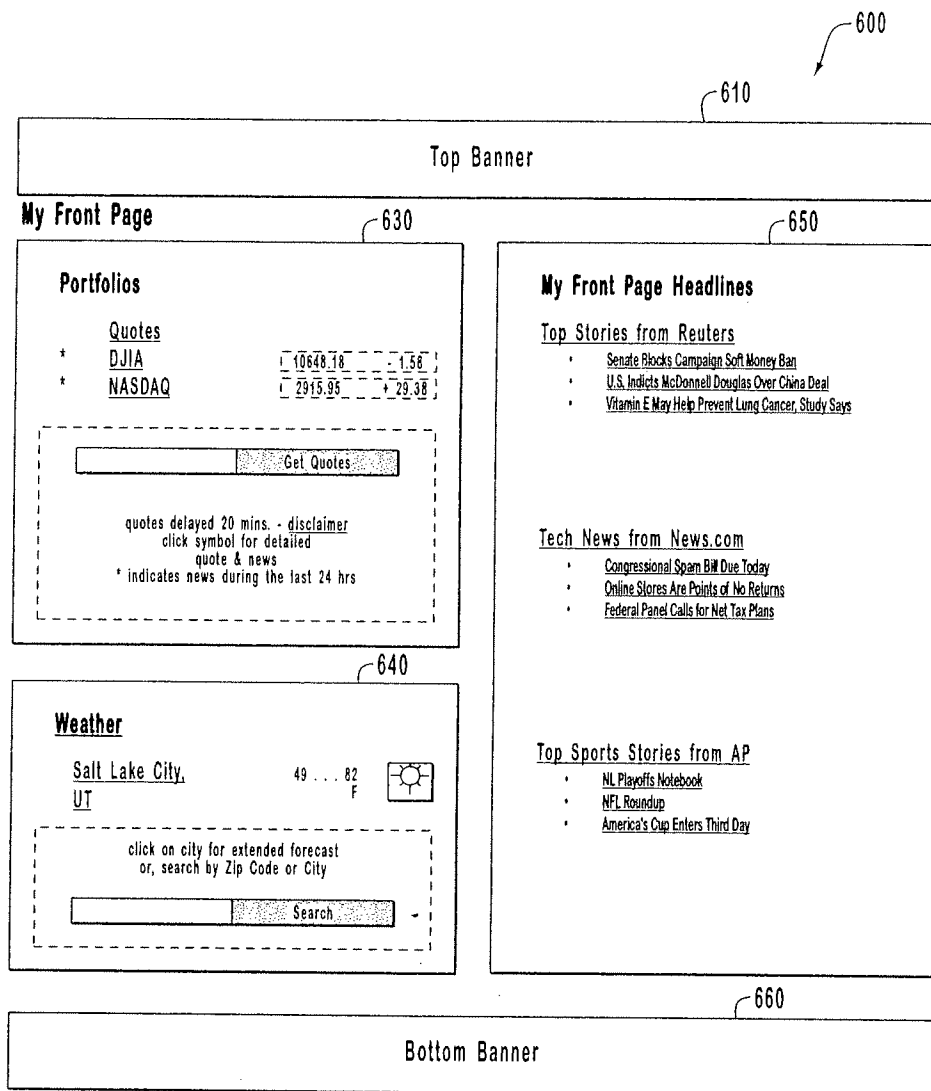 600
610
Top Banner
My Front Page
630
Portfolios
Quotes
* DJIA 10648.18 - 1.56
* NASDAQ 2915.95 + 29.38
Get Quotes
quotes delayed 20 mins. - disclaimer
click symbol for detailed
quote & news
* indicates news during the last 24 hrs
640
Weather
Salt Lake City, 49 . . . 82
UT F
click on city for extended forecast
or, search by Zip Code or City
Search
650
My Front Page Headlines
Top Stories from Reuters
• Senate Blocks Campaign Soft Money Ban
• U.S. Indicts McDonnell Douglas Over China Deal
• Vitamin E May Help Prevent Lung Cancer, Study Says
Tech News from News.com
• Congressional Spam Bill Due Today
• Online Stores Are Points of No Returns
• Federal Panel Calls for Net Tax Plans
Top Sports Stories from AP
• NL Playoffs Notebook
• NFL Roundup
• America's Cup Enters Third Day
660
Bottom Banner